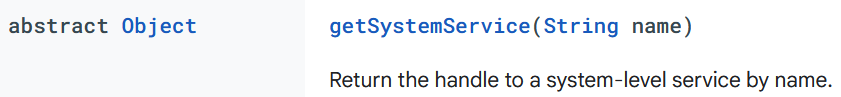 abstract Object getSystemService(String name)
Return the handle to a system-level service by name.